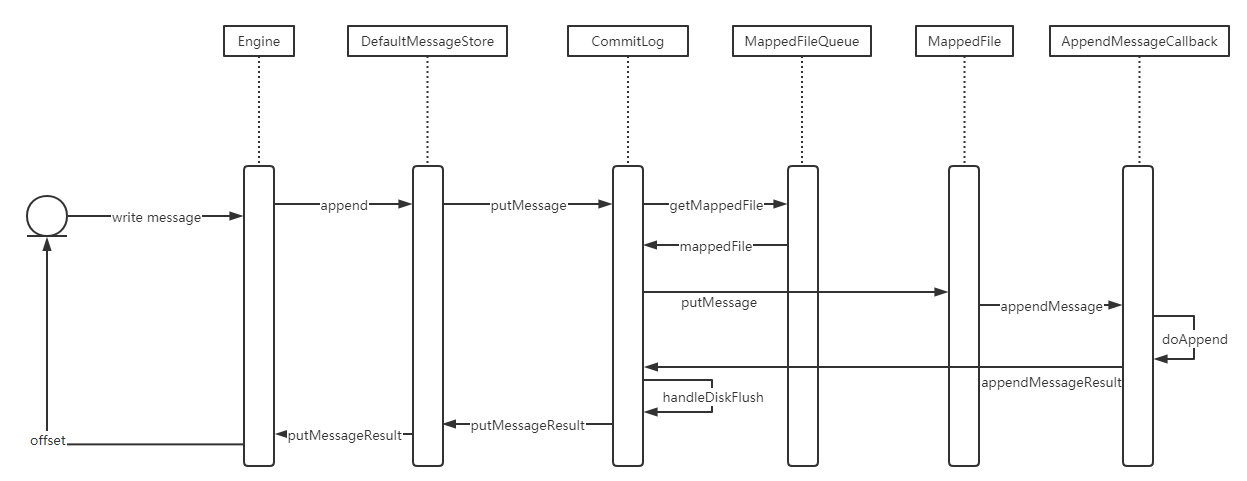 Engine
DefaultMessageStore
CommitLog
MappedFileQueue
MappedFile
AppendMessageCallback
write message
append
putMessage
getMappedFile
mappedFile
putMessage
appendMessage
doAppend
appendMessageResult
handleDiskFlush
putMessageResult
putMessageResult
offset